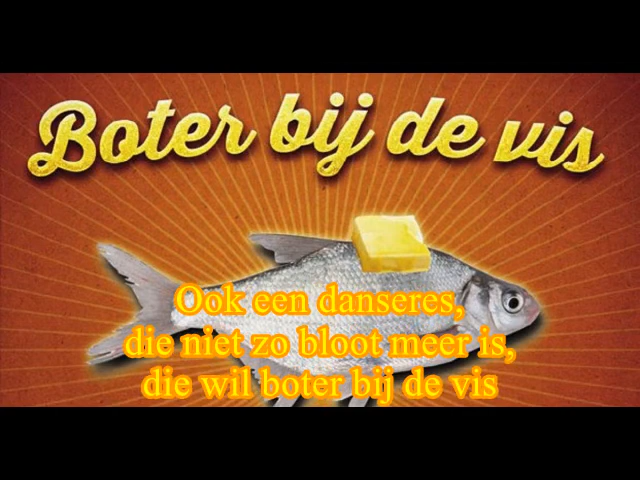 Boter bij de vis
Ook een danseres,
die niet zo bloot meer is,
die wil boter bij de vis